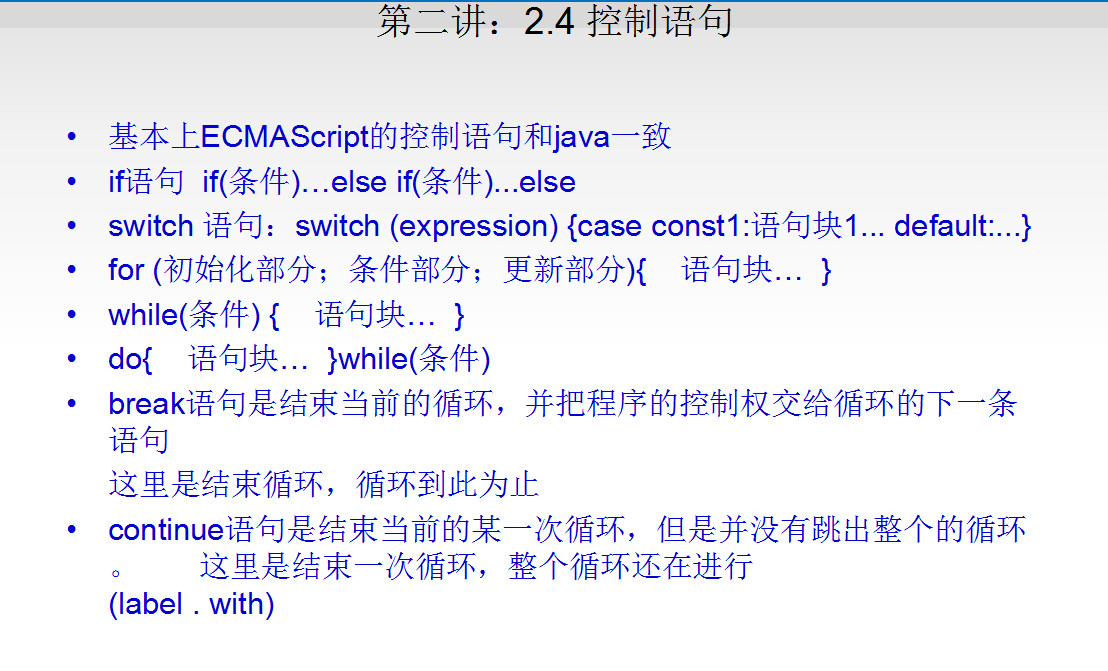 第二讲：2.4 控制语句
• 基本上ECMAScript的控制语句和java一致
• if语句 if(条件)…else if(条件)...else
• switch 语句：switch (expression) {case const1:语句块1... default:...}
• for (初始化部分；条件部分；更新部分){ 语句块… }
• while(条件) { 语句块… }
• do{ 语句块… }while(条件)
• break语句是结束当前的循环，并把程序的控制权交给循环的下一条
语句
这里是结束循环，循环到此为止
• continue语句是结束当前的某一次循环，但是并没有跳出整个的循环
。 这里是结束一次循环，整个循环还在进行
(label . with)